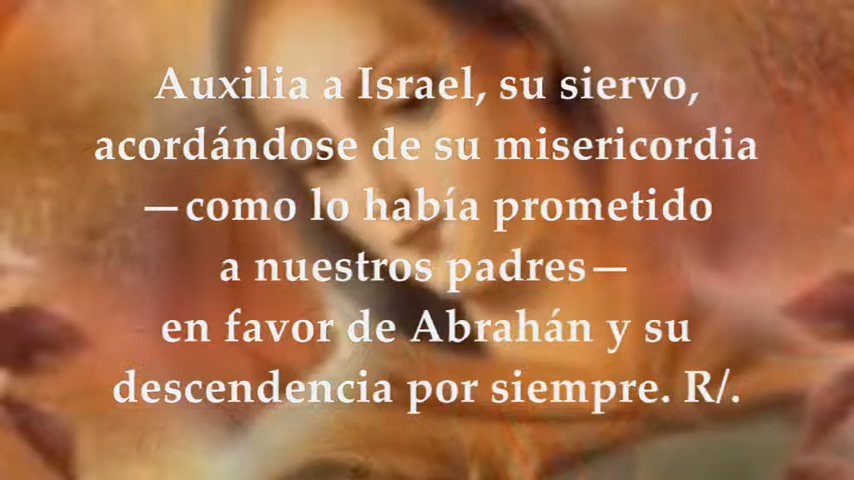 Auxilia a Israel, su siervo,
acordándose de su misericordia
—como lo había prometido
a nuestros padres—
en favor de Abrahán y su
descendencia por siempre. R/.